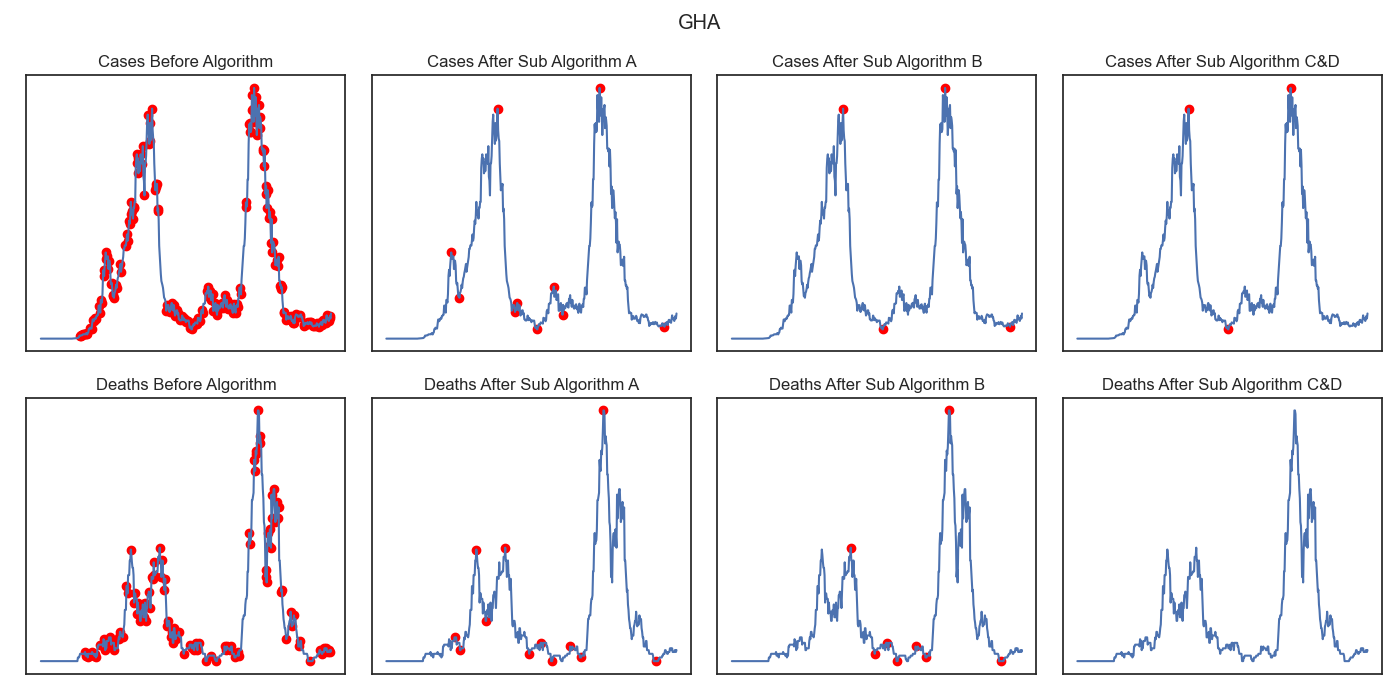 GHA
Cases Before Algorithm
Cases After Sub Algorithm A
Cases After Sub Algorithm B
Cases After Sub Algorithm C&D
Deaths Before Algorithm
Deaths After Sub Algorithm A
Deaths After Sub Algorithm B
Deaths After Sub Algorithm C&D